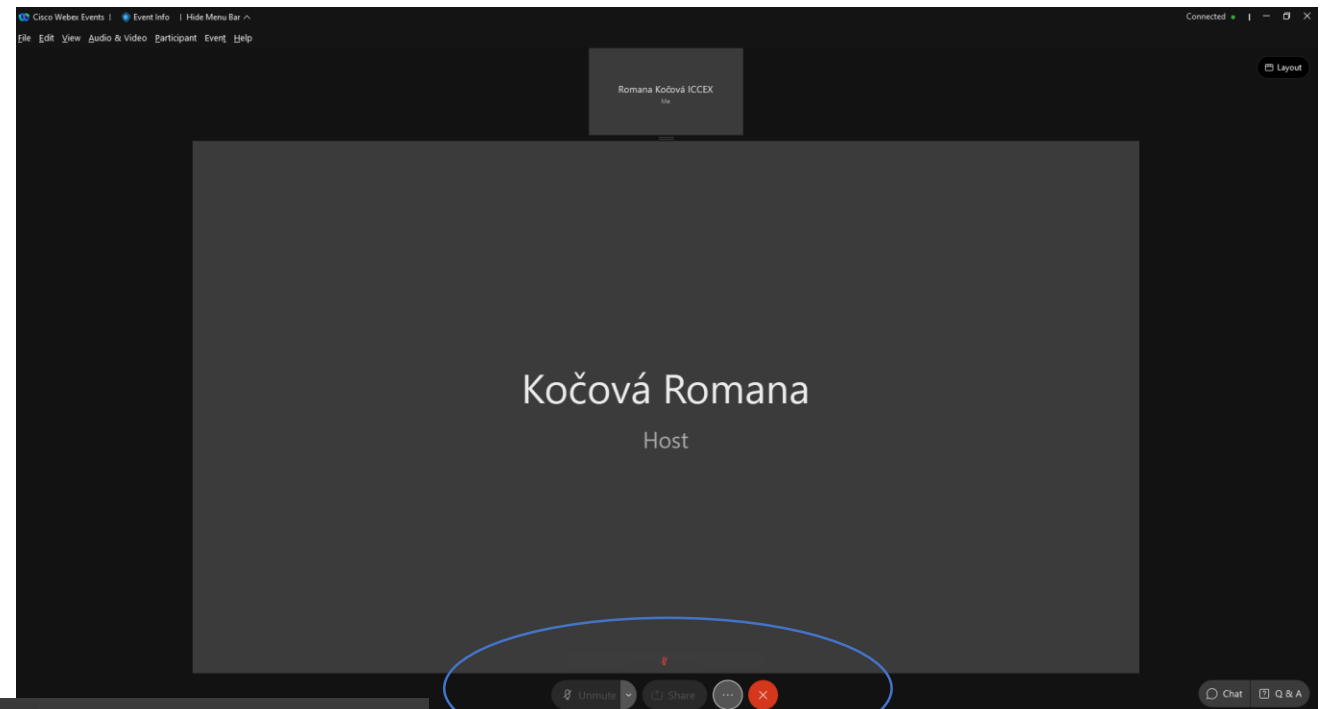 Cisco Webex Events | Event Info | Hide Menu Bar
Connected
File Edit View Audio & Video Participant Event Help
Layout
Romana Kočová ICCEX
Me
Kočová Romana
Host
Unmute
Share
Chat
Q & A